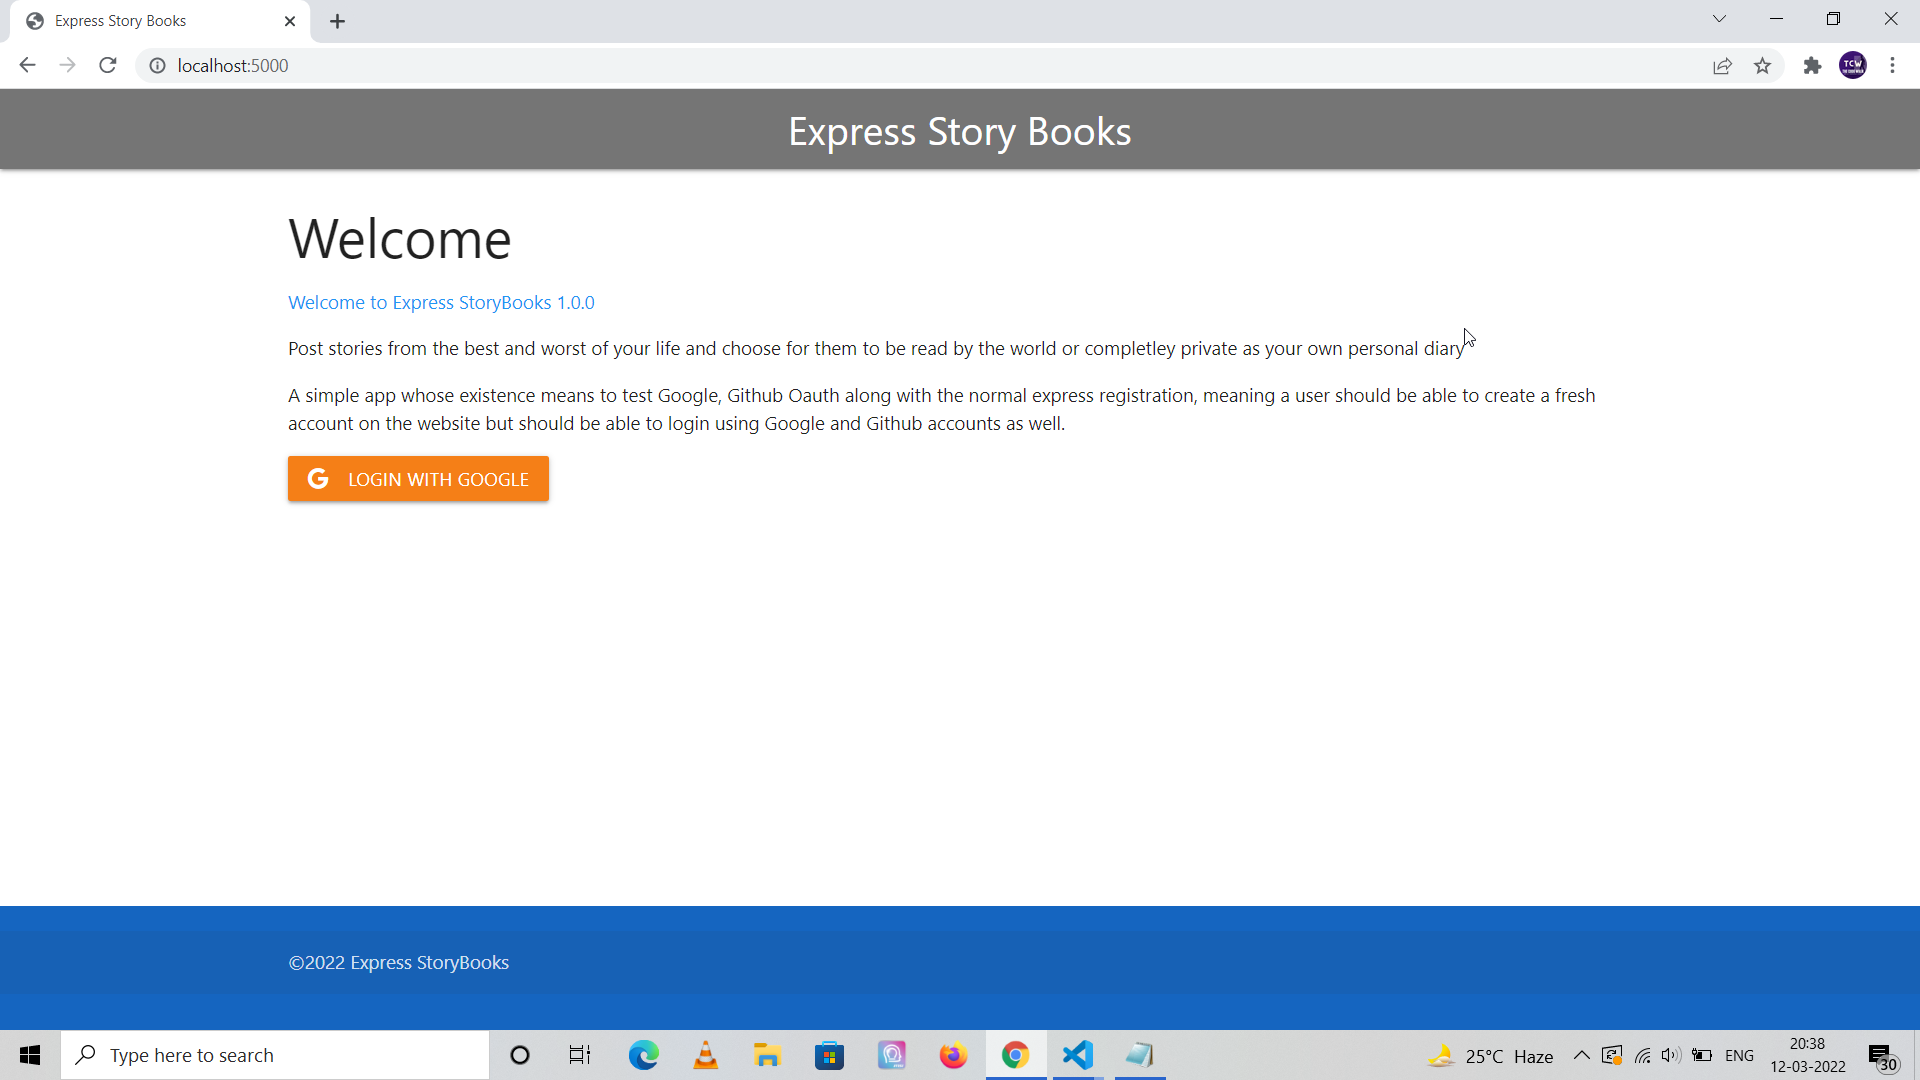 Express Story Books
localhost:5000
TCW
Express Story Books
Welcome
Welcome to Express StoryBooks 1.0.0
Post stories from the best and worst of your life and choose for them to be read by the world or completley private as your own personal diary
A simple app whose existence means to test Google, Github Oauth along with the normal express registration, meaning a user should be able to create a fresh
account on the website but should be able to login using Google and Github accounts as well.
G LOGIN WITH GOOGLE
©2022 Express StoryBooks
Type here to search
25°C Haze
ENG
20:38
12-03-2022
30